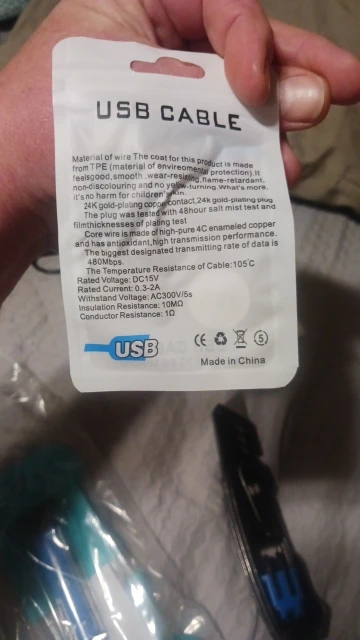 USB CABLE
Material of wire The coat for this product is made
from TPE (material of envireomental protection).It
feelsgood,smooth ,wear-resining,flame-retardant.
non-discolouring and no yellow-turning What's more.
it's no harm for children's skin.
24K gold-plating copper contact,24k gold-plating plug
The plug was tested with 48hour salt mist test and
filmthicknesses of plating test
Core wire is made of high-pure 4C enameled copper
and has antioxidant,high transmission performance.
The biggest designated transmitting rate of data is
480Mbps.
The Temperature Resistance of Cable:105℃
Rated Voltage: DC15V
Rated Current: 0.3-2A
Withstand Voltage: AC300V/5s
Insulation Resistance: 10MΩ
Conductor Resistance: 1Ω
USB
CE 5
Made in China